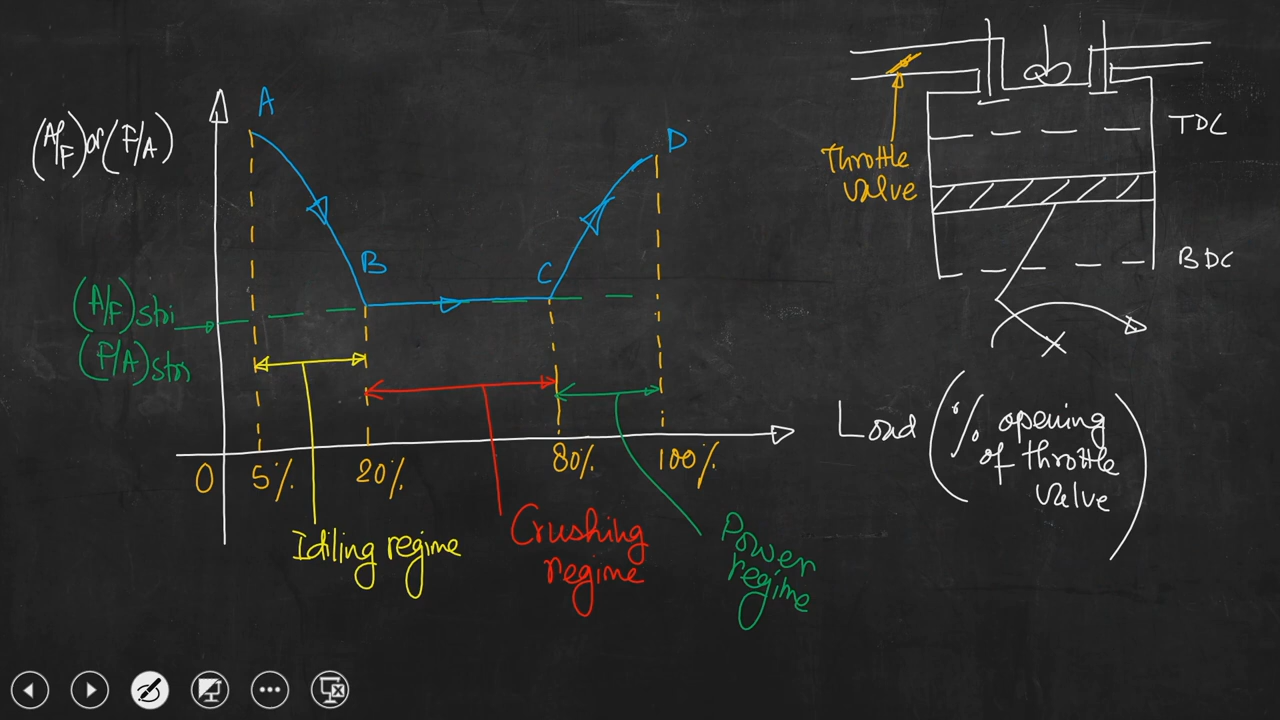 A
(A/F) or (F/A)
D
B
C
(A/F)stoi
(F/A)stoi
0
5%
20%
80%
100%
Idiling regime
Crushing
regime
Power
regime
Throttle
valve
TDC
BDC
Load (% opening
of throttle
valve)